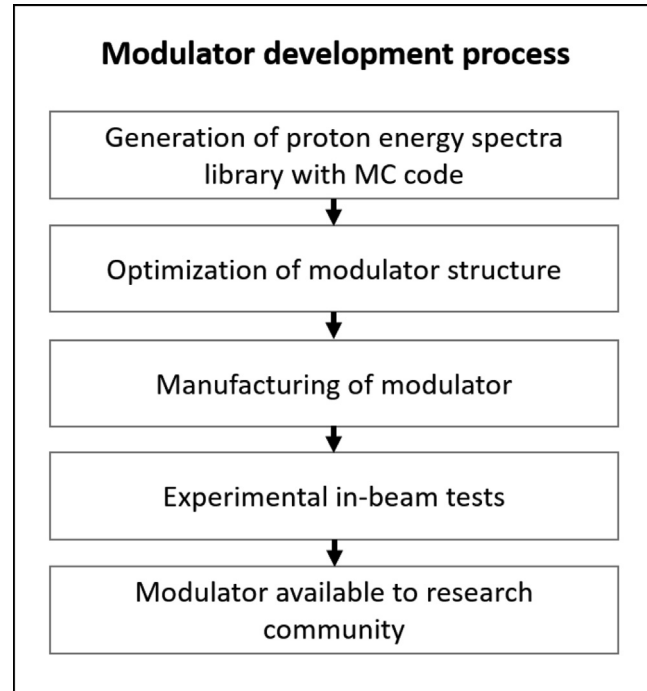 Modulator development process
Generation of proton energy spectra
library with MC code
Optimization of modulator structure
Manufacturing of modulator
Experimental in-beam tests
Modulator available to research
community